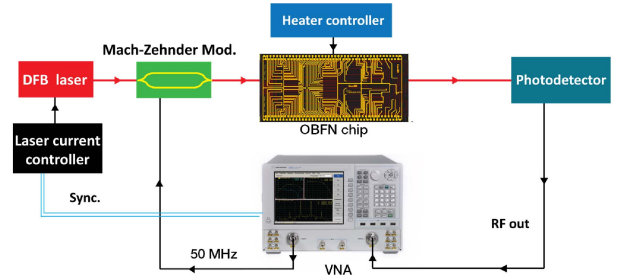 Heater controller
Mach-Zehnder Mod.
DFB laser
Photodetector
OBFN chip
Laser current
controller
Sync.
RF out
50 MHz
VNA